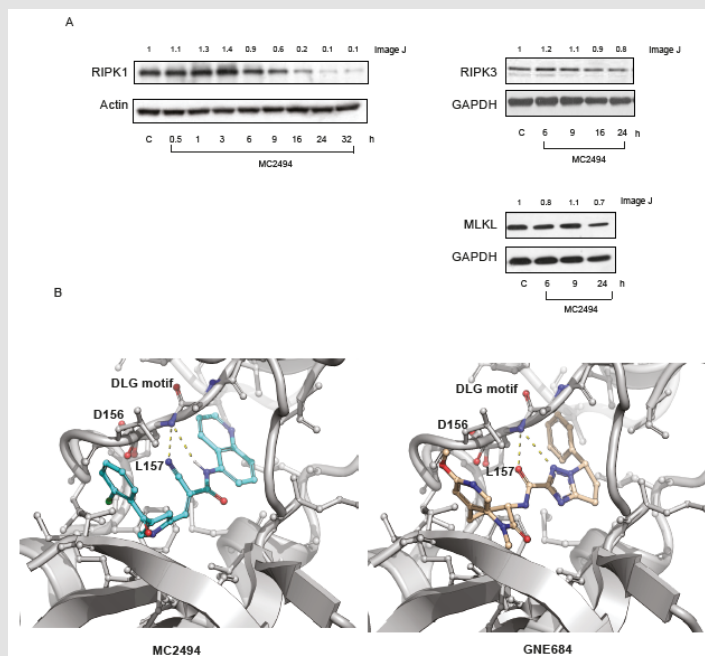 A
1 1.1 1.3 1.4 0.9 0.6 0.2 0.1 0.1 Image J
RIPK1
Actin
C 0.5 1 3 6 9 16 24 32 h
MC2494
1 1.2 1.1 0.9 0.8 Image J
RIPK3
GAPDH
C 6 9 16 24 h
MC2494
1 0.8 1.1 0.7 Image J
MLKL
GAPDH
C 6 9 24 h
MC2494
B
DLG motif
D156
L157
MC2494
DLG motif
D156
L157
GNE684